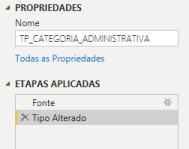 PROPRIEDADES
Nome
TP_CATEGORIA_ADMINISTRATIVA
Todas as Propriedades
ETAPAS APLICADAS
Fonte
Tipo Alterado